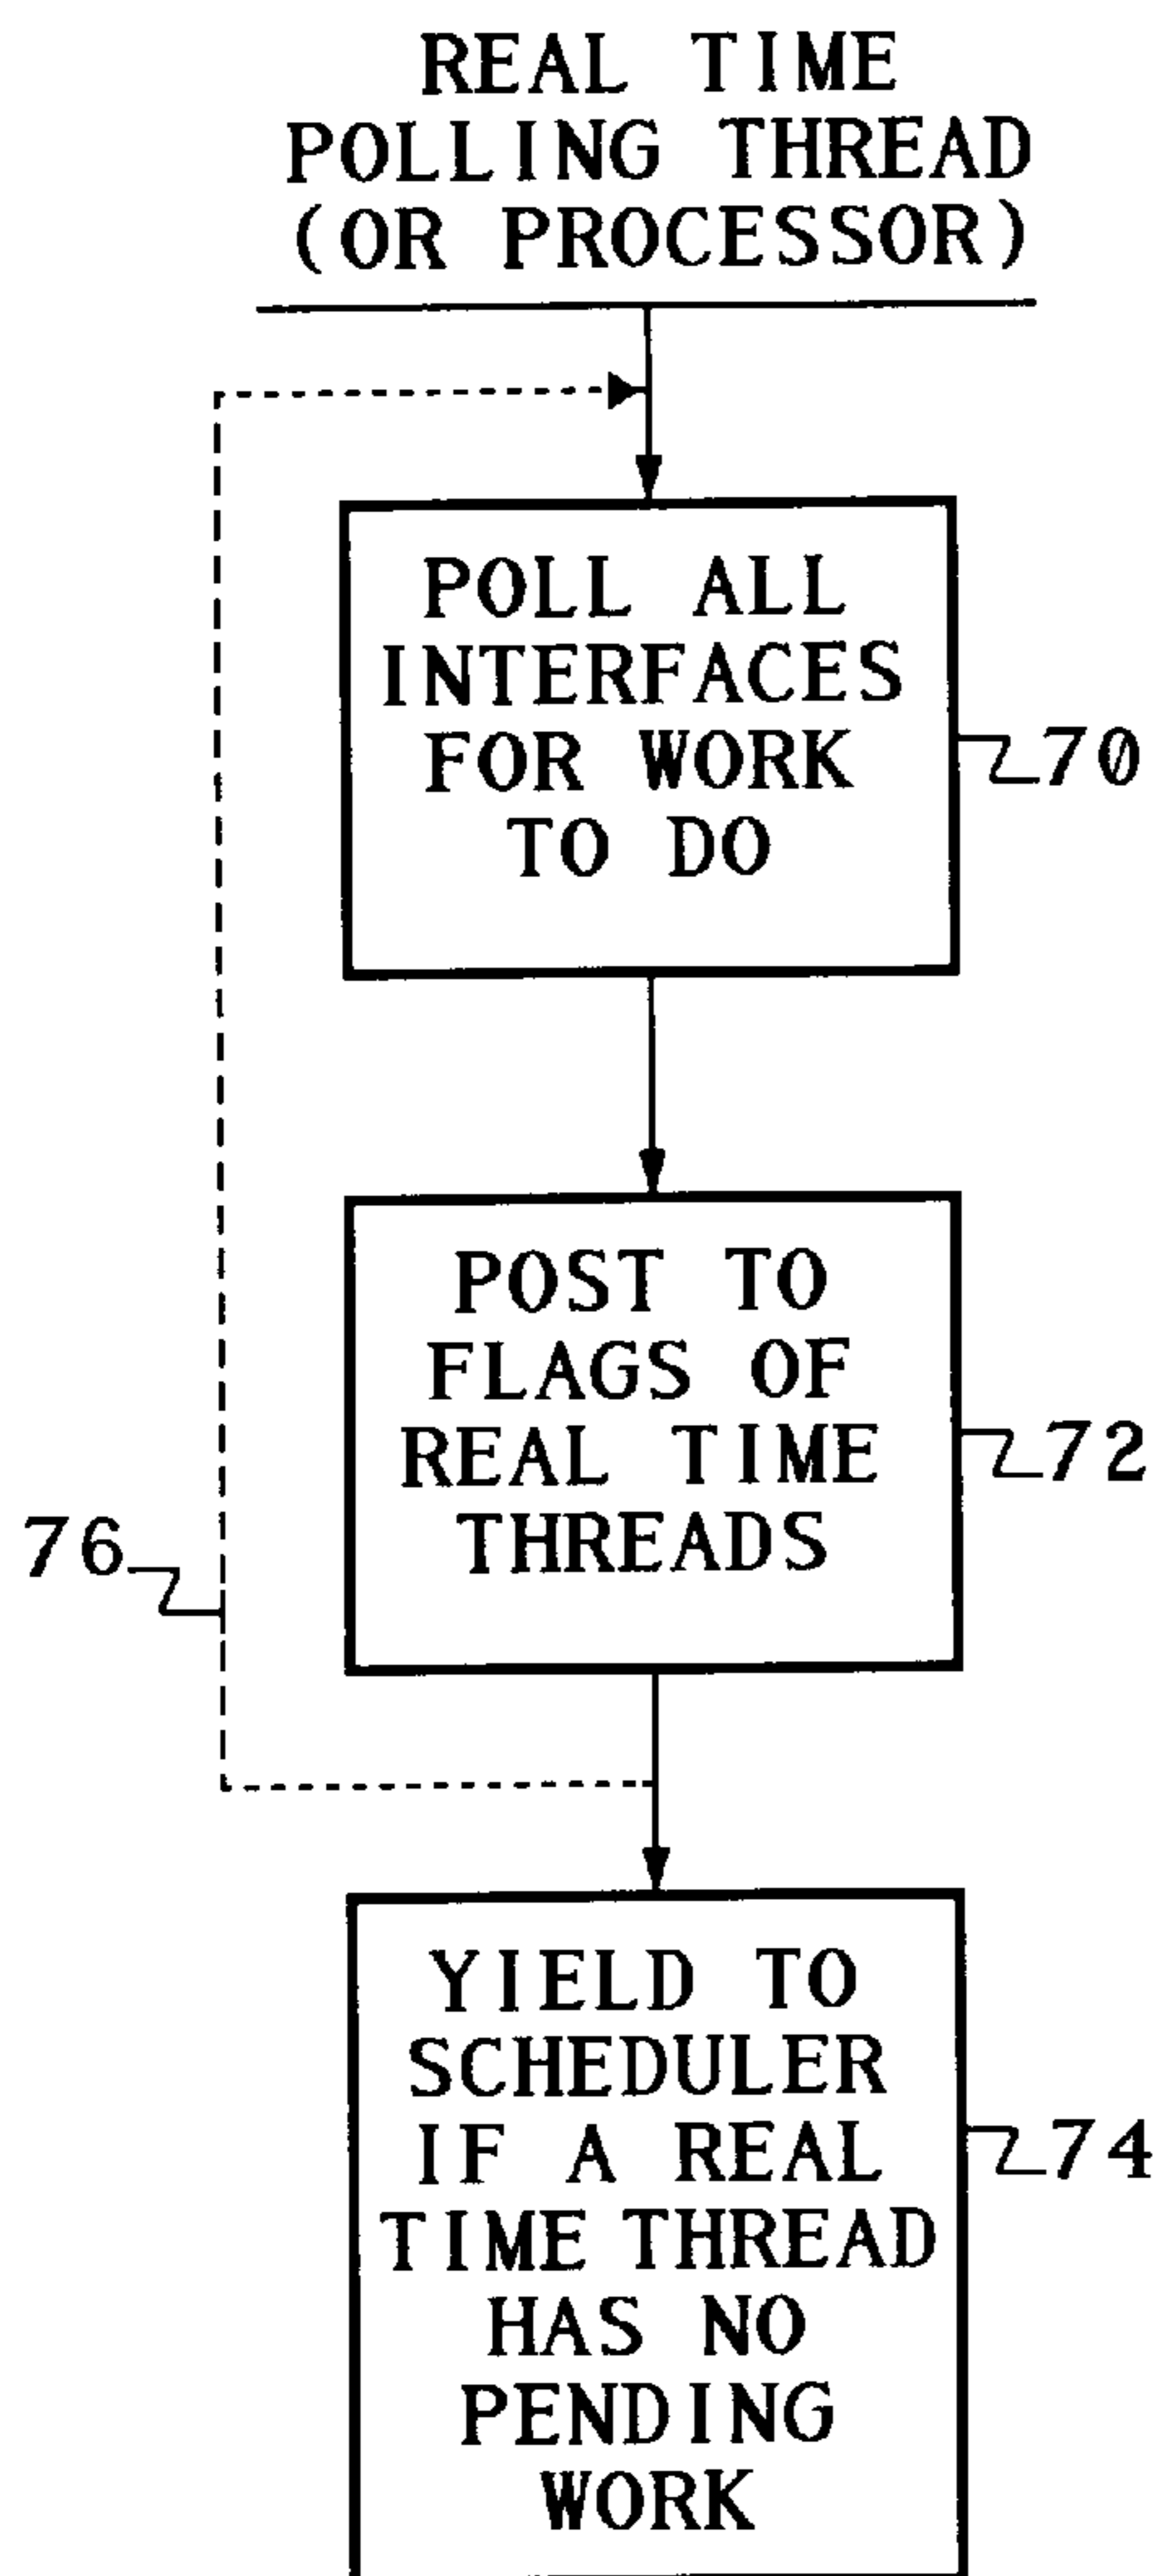 REAL TIME
POLLING THREAD
(OR PROCESSOR)
POLL ALL
INTERFACES
FOR WORK
TO DO
70
POST TO
FLAGS OF
REAL TIME
THREADS
72
76
YIELD TO
SCHEDULER
IF A REAL
TIME THREAD
HAS NO
PENDING
WORK
74